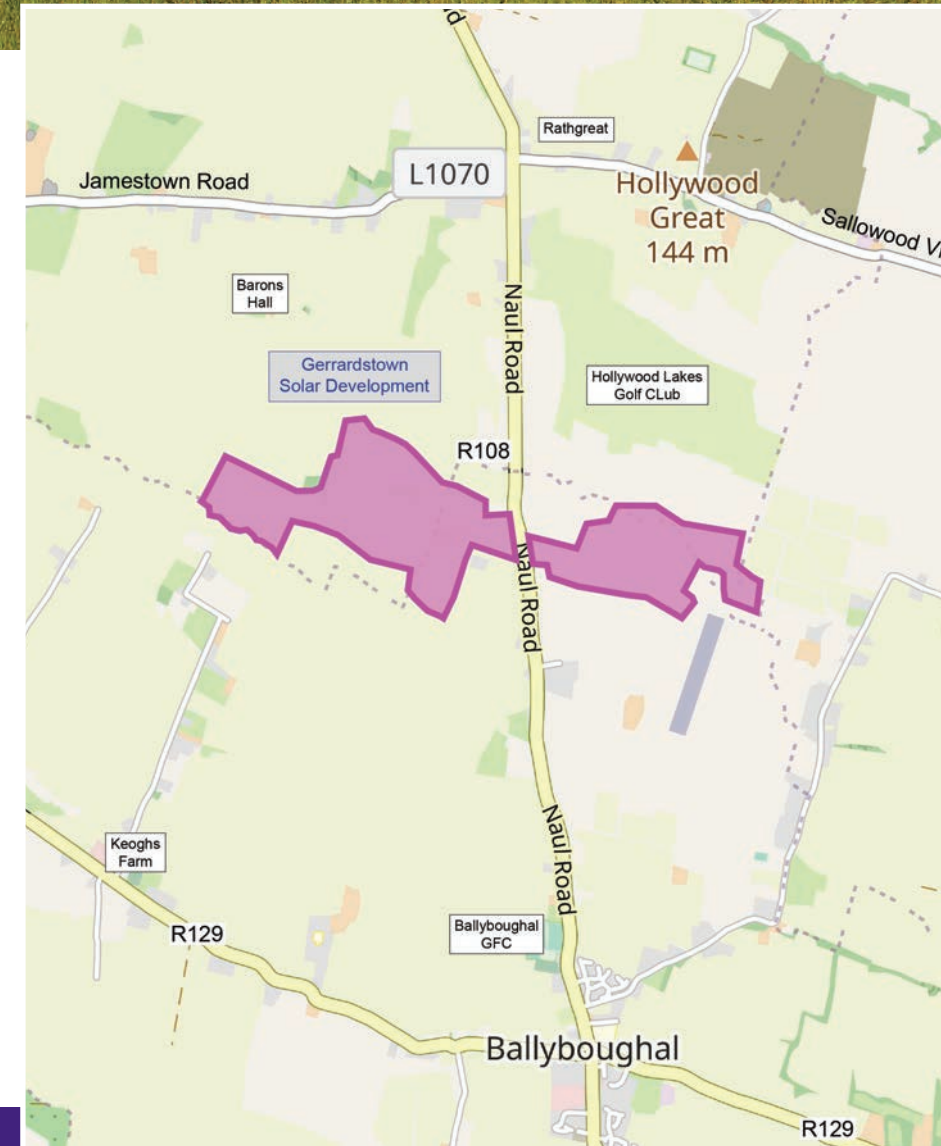 Rathgreat
L1070
Jamestown Road
Hollywood
Great
144 m
Sallowood
Barons
Hall
Naul Road
Gerrardstown
Solar Development
Hollywood Lakes
Golf CLub
R108
Naul Road
Naul Road
Keoghs
Farm
Ballyboughal
GFC
R129
Ballyboughal
R129